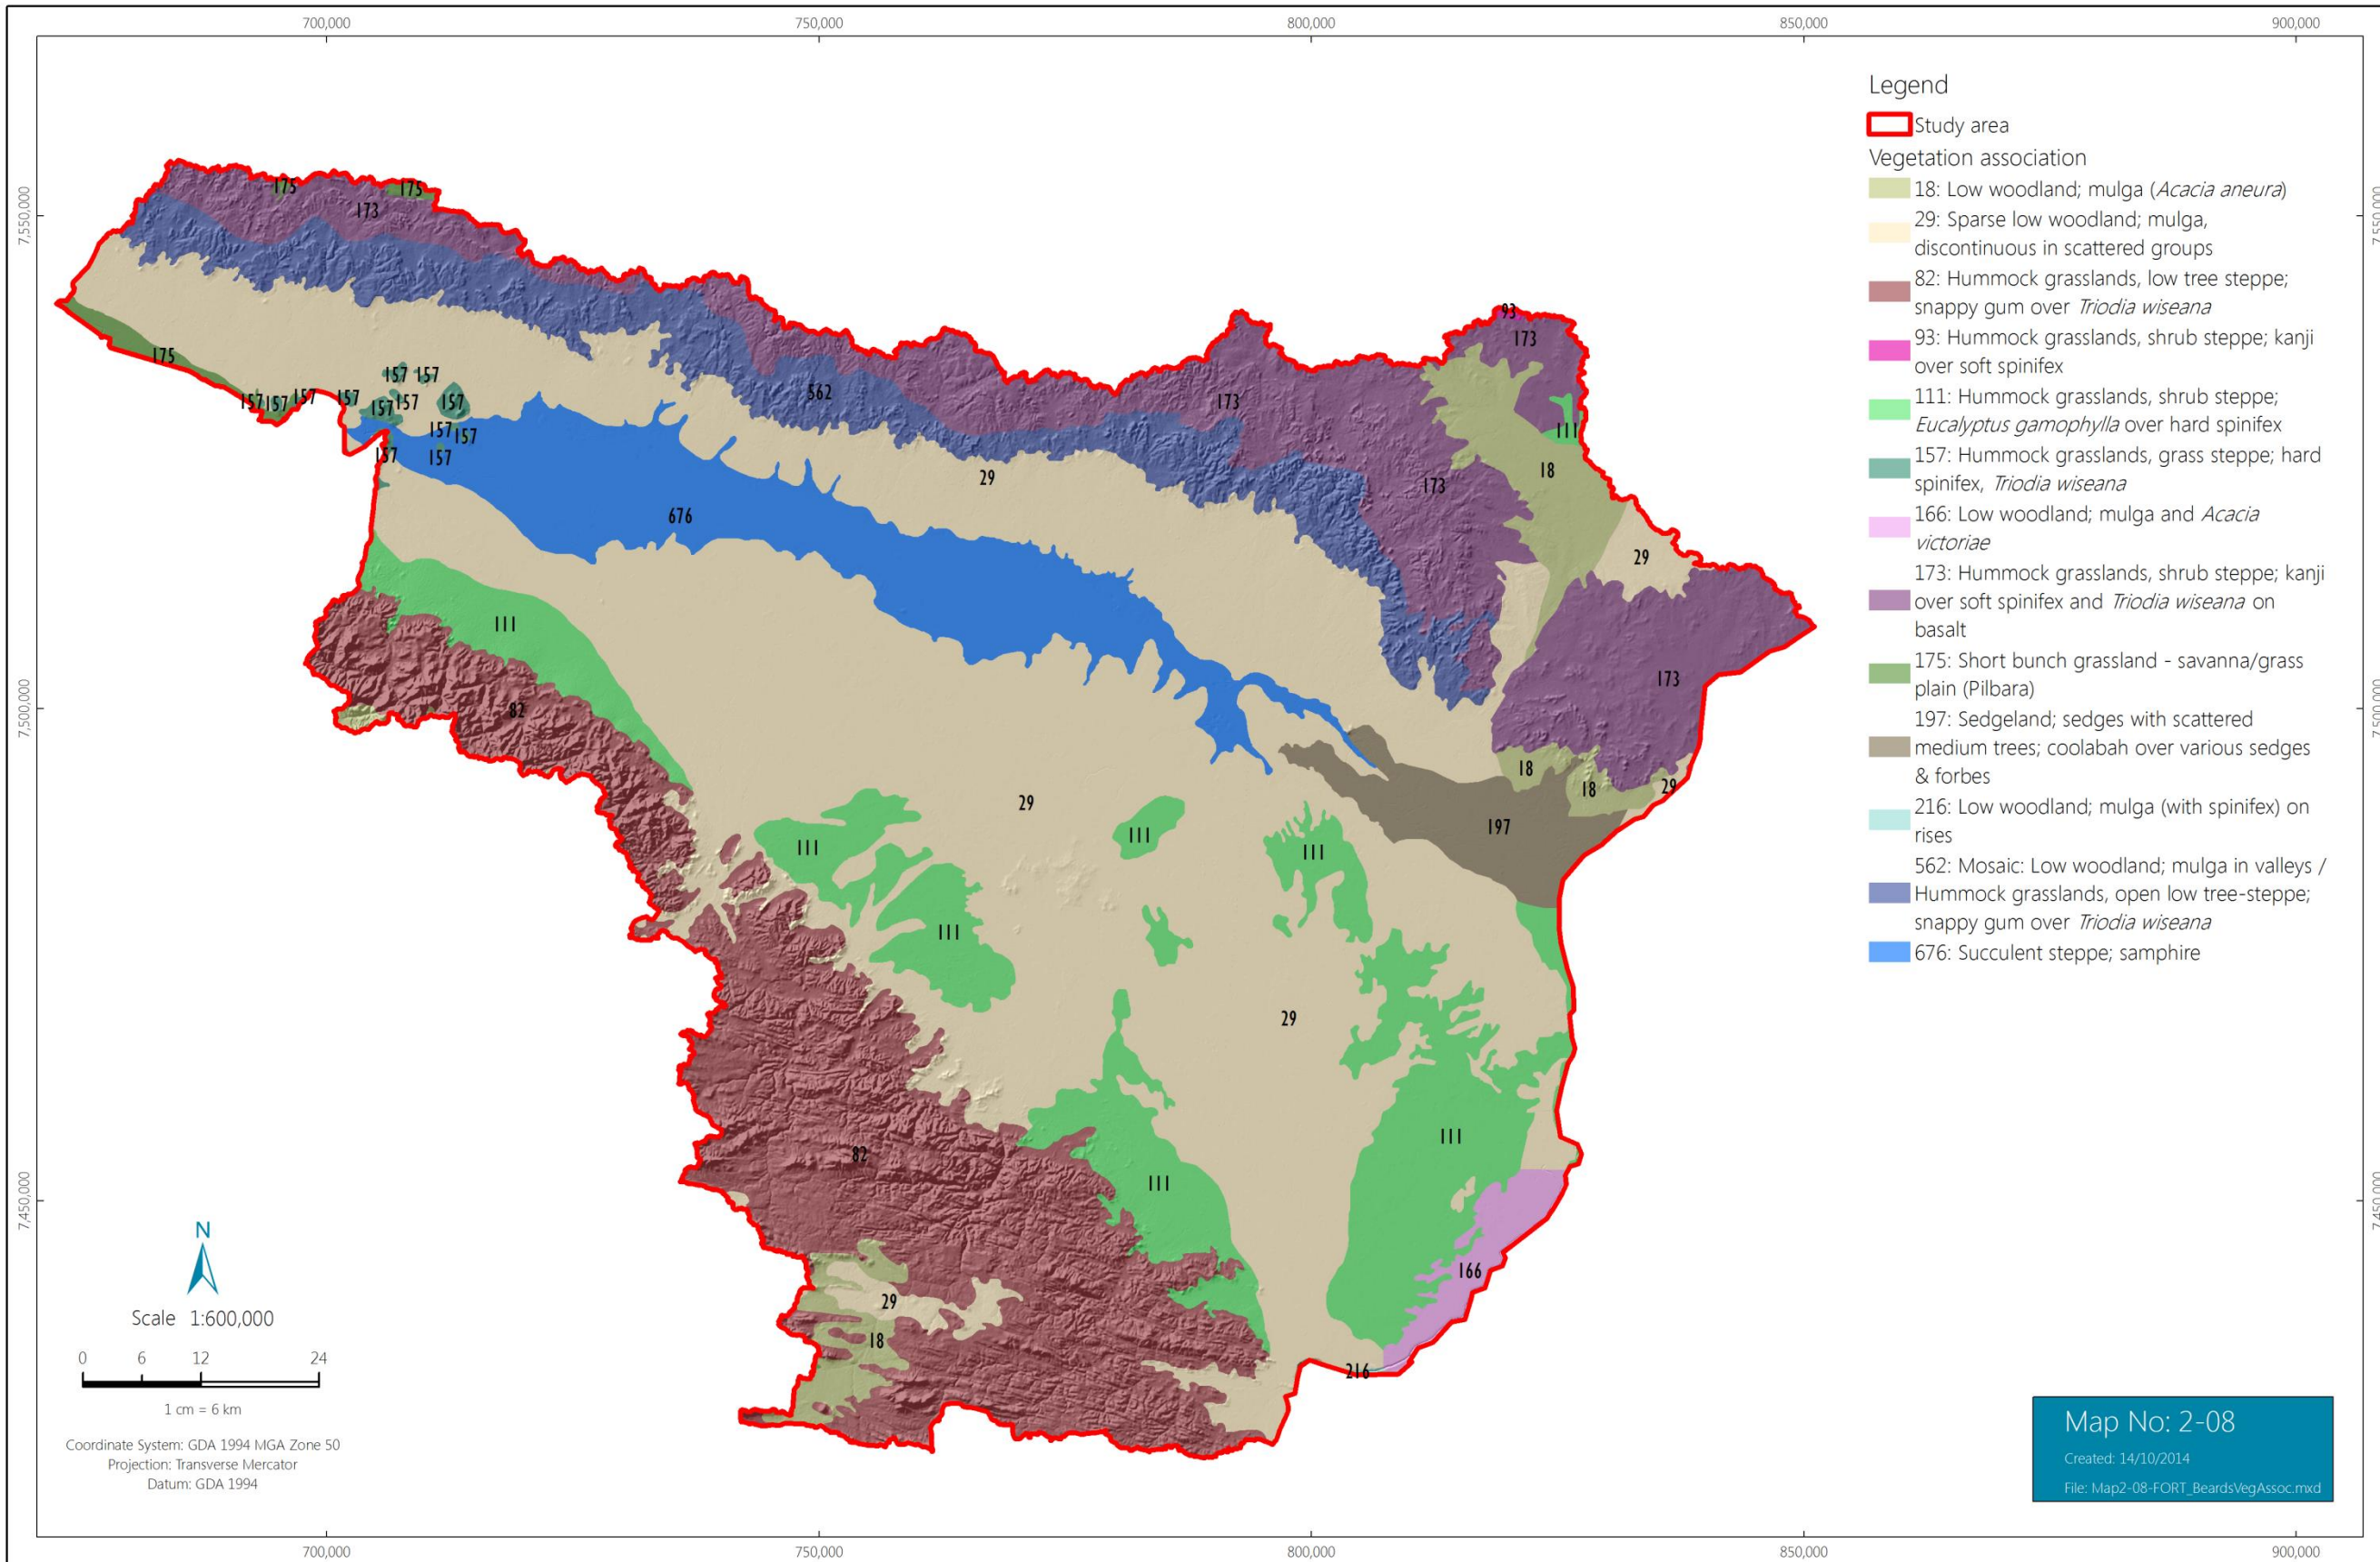 700,000
750,000
800,000
850,000
900,000
Legend
Study area
Vegetation association
18: Low woodland; mulga (Acacia aneura)
29: Sparse low woodland; mulga,
discontinuous in scattered groups
82: Hummock grasslands, low tree steppe;
snappy gum over Triodia wiseana
93: Hummock grasslands, shrub steppe; kanji
over soft spinifex
111: Hummock grasslands, shrub steppe;
Eucalyptus gamophylla over hard spinifex
157: Hummock grasslands, grass steppe; hard
spinifex, Triodia wiseana
166: Low woodland; mulga and Acacia
victoriae
173: Hummock grasslands, shrub steppe; kanji
over soft spinifex and Triodia wiseana on
basalt
175: Short bunch grassland - savanna/grass
plain (Pilbara)
197: Sedgeland; sedges with scattered
medium trees; coolabah over various sedges
& forbes
216: Low woodland; mulga (with spinifex) on
rises
562: Mosaic: Low woodland; mulga in valleys /
Hummock grasslands, open low tree-steppe;
snappy gum over Triodia wiseana
676: Succulent steppe; samphire
7,550,000
7,550,000
175
175
173
93
173
175
157
157
562
157
157
157
157
157
157
157
173
111
157
157
157
157
18
29
173
676
29
111
173
7,500,000
7,500,000
82
18
18
29
29
197
111
111
111
111
29
111
82
111
7,450,000
7,450,000
166
29
18
216
N
Scale 1:600,000
0
6
12
24
1 cm = 6 km
Coordinate System: GDA 1994 MGA Zone 50
Projection: Transverse Mercator
Datum: GDA 1994
Map No: 2-08
Created: 14/10/2014
File: Map2-08-FORT_BeardsVegAssoc.mxd
700,000
750,000
800,000
850,000
900,000